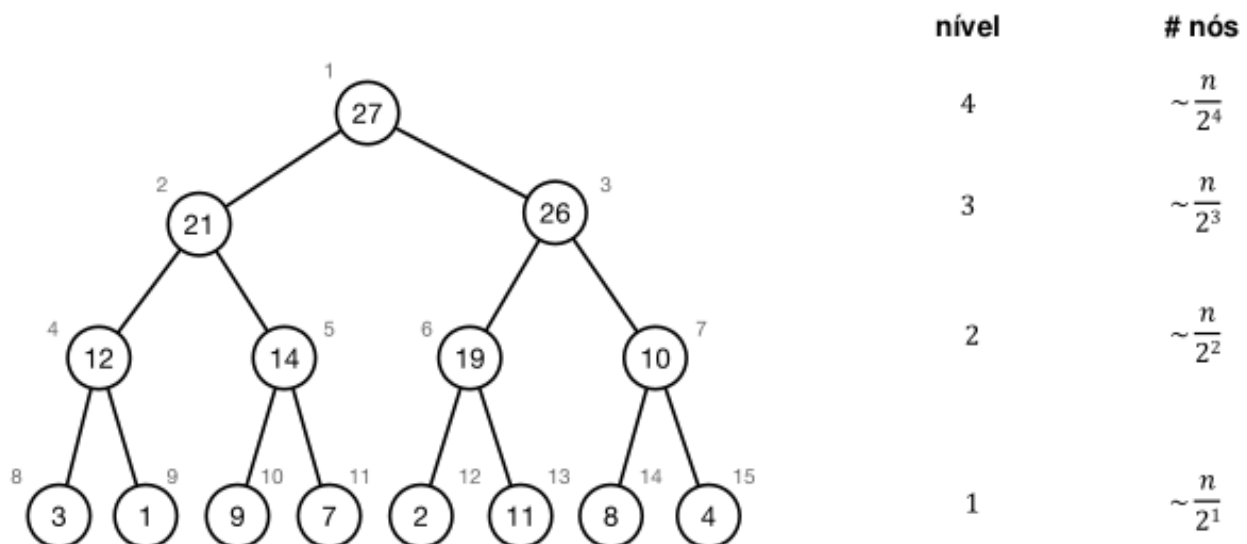 nível # nós
1
27
4 ~ n/2⁴
2 3
21 26
3 ~ n/2³
4 5 6 7
12 14 19 10
2 ~ n/2²
8 9 10 11 12 13 14 15
3 1 9 7 2 11 8 4
1 ~ n/2¹